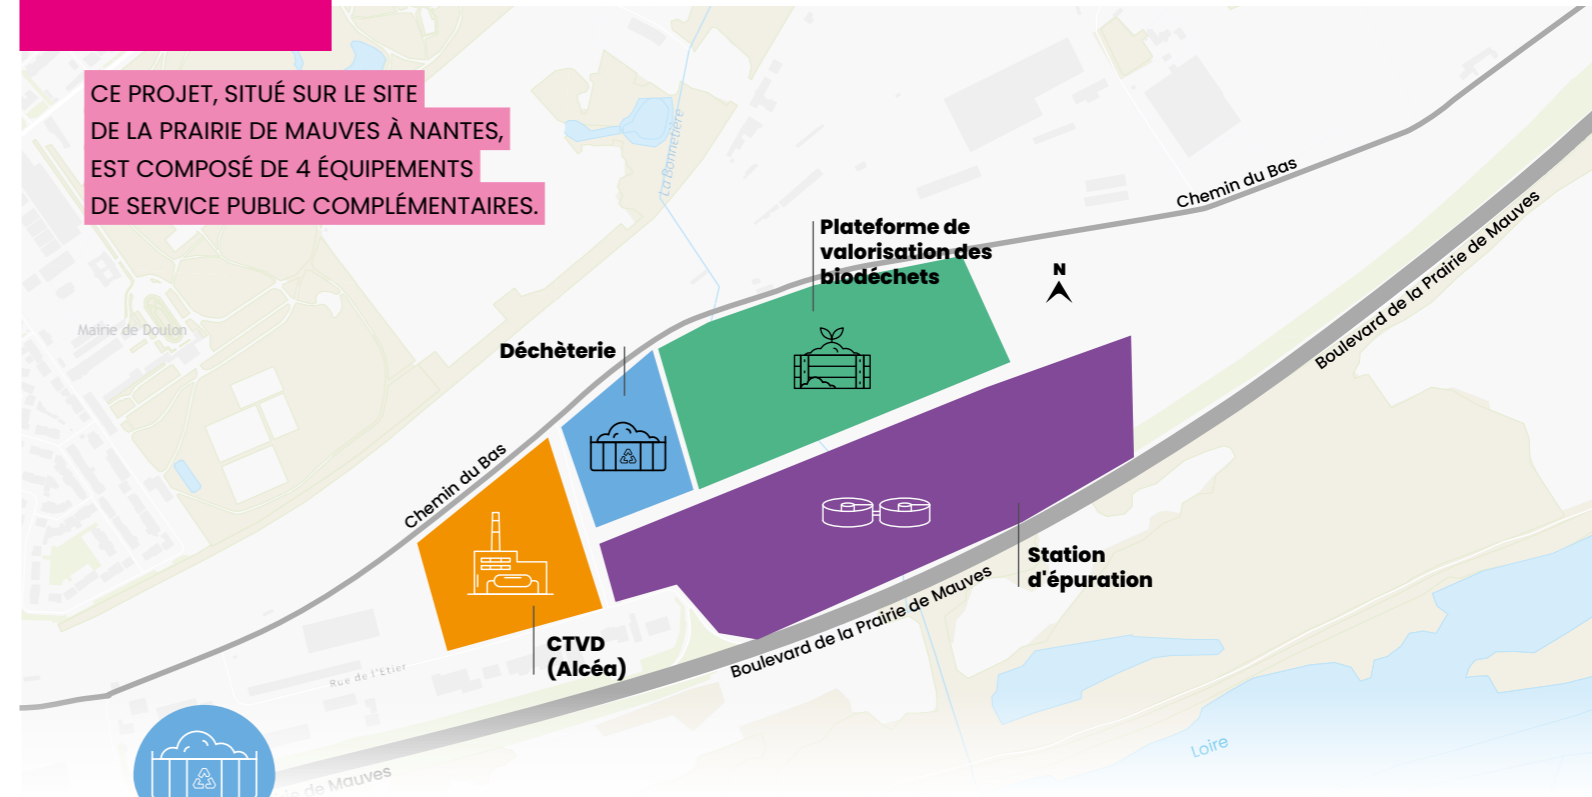 CE PROJET, SITUÉ SUR LE SITE
DE LA PRAIRIE DE MAUVES À NANTES,
EST COMPOSÉ DE 4 ÉQUIPEMENTS
DE SERVICE PUBLIC COMPLÉMENTAIRES.
La Bonnetière
Chemin du Bas
Boulevard de la Prairie de Mauves
Plateforme de
valorisation des
biodéchets
N
Mairie de Doulon
Déchèterie
Chemin du Bas
Station
d'épuration
Boulevard de la Prairie de Mauves
CTVD
(Alcéa)
Rue de l'Etier
Loire
de Mauves